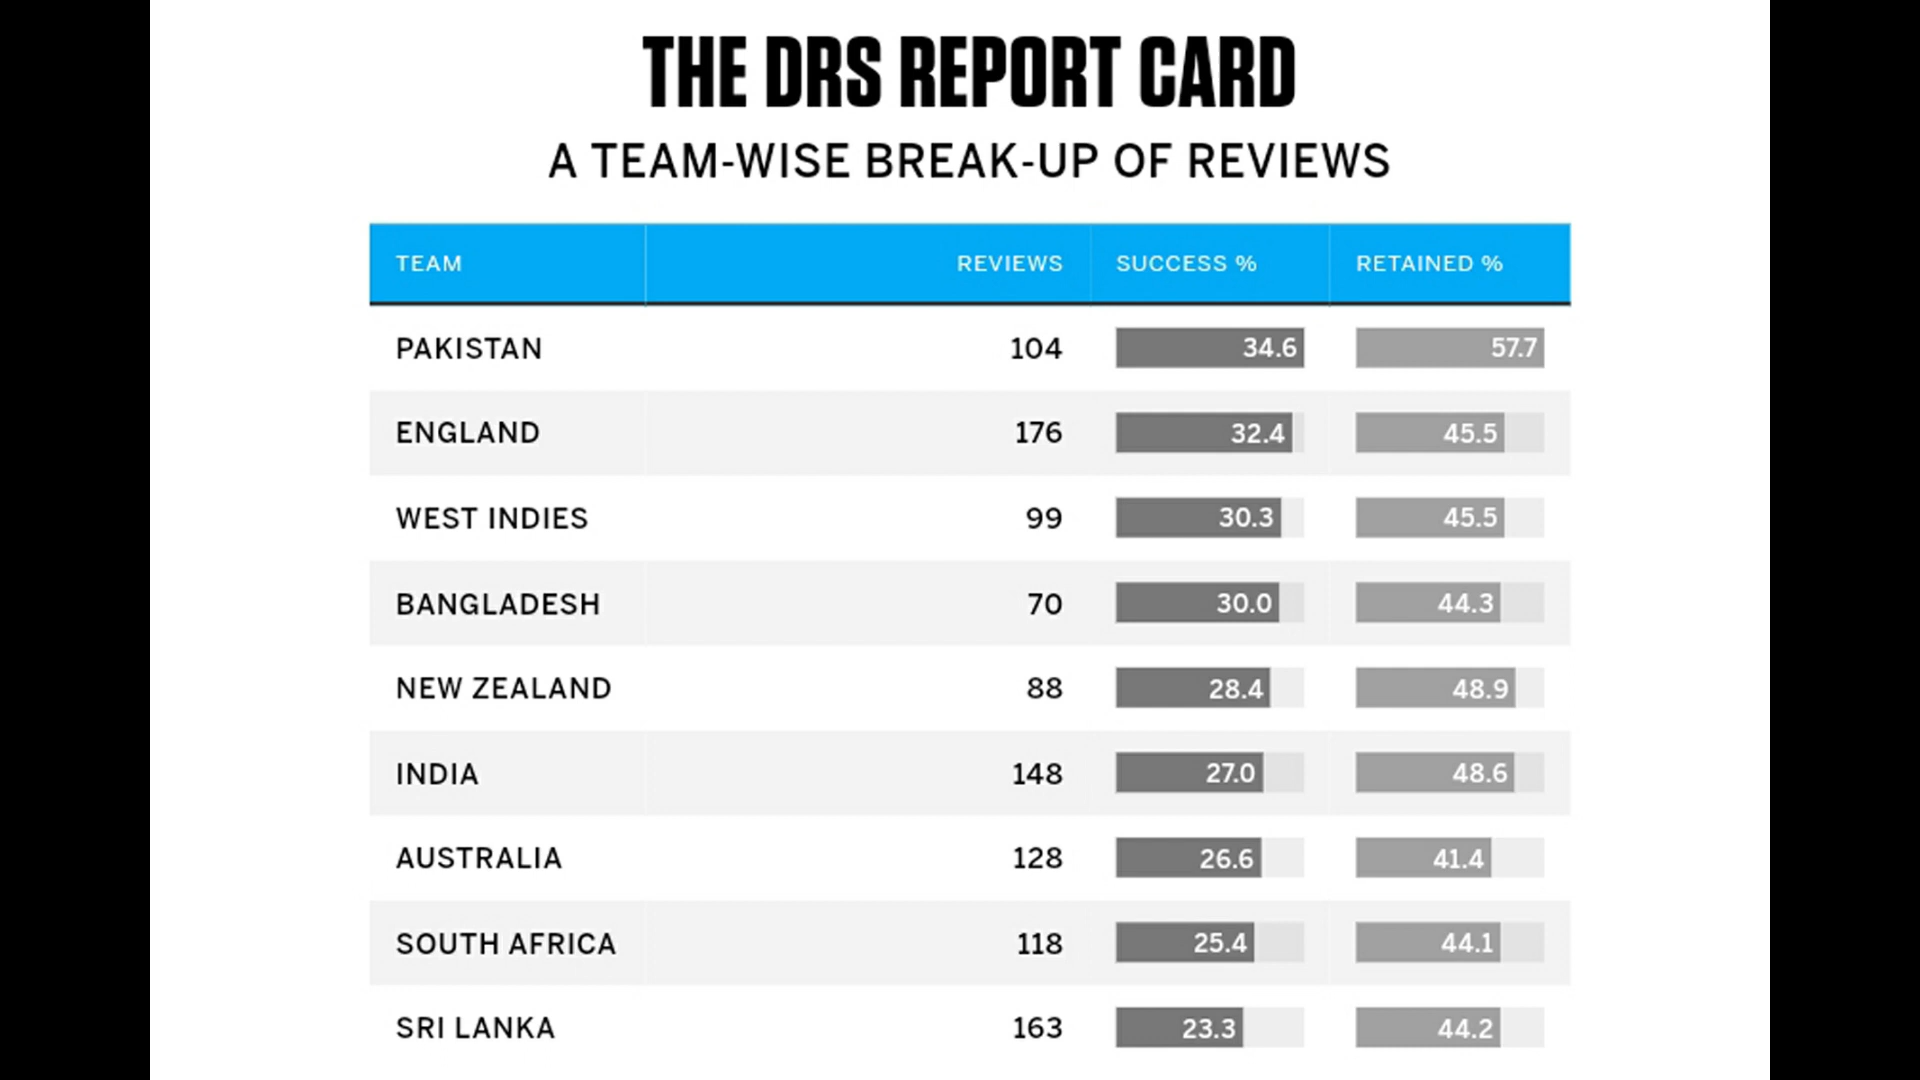 THE DRS REPORT CARD
A TEAM-WISE BREAK-UP OF REVIEWS
TEAM REVIEWS SUCCESS % RETAINED %
PAKISTAN 104 34.6 57.7
ENGLAND 176 32.4 45.5
WEST INDIES 99 30.3 45.5
BANGLADESH 70 30.0 44.3
NEW ZEALAND 88 28.4 48.9
INDIA 148 27.0 48.6
AUSTRALIA 128 26.6 41.4
SOUTH AFRICA 118 25.4 44.1
SRI LANKA 163 23.3 44.2